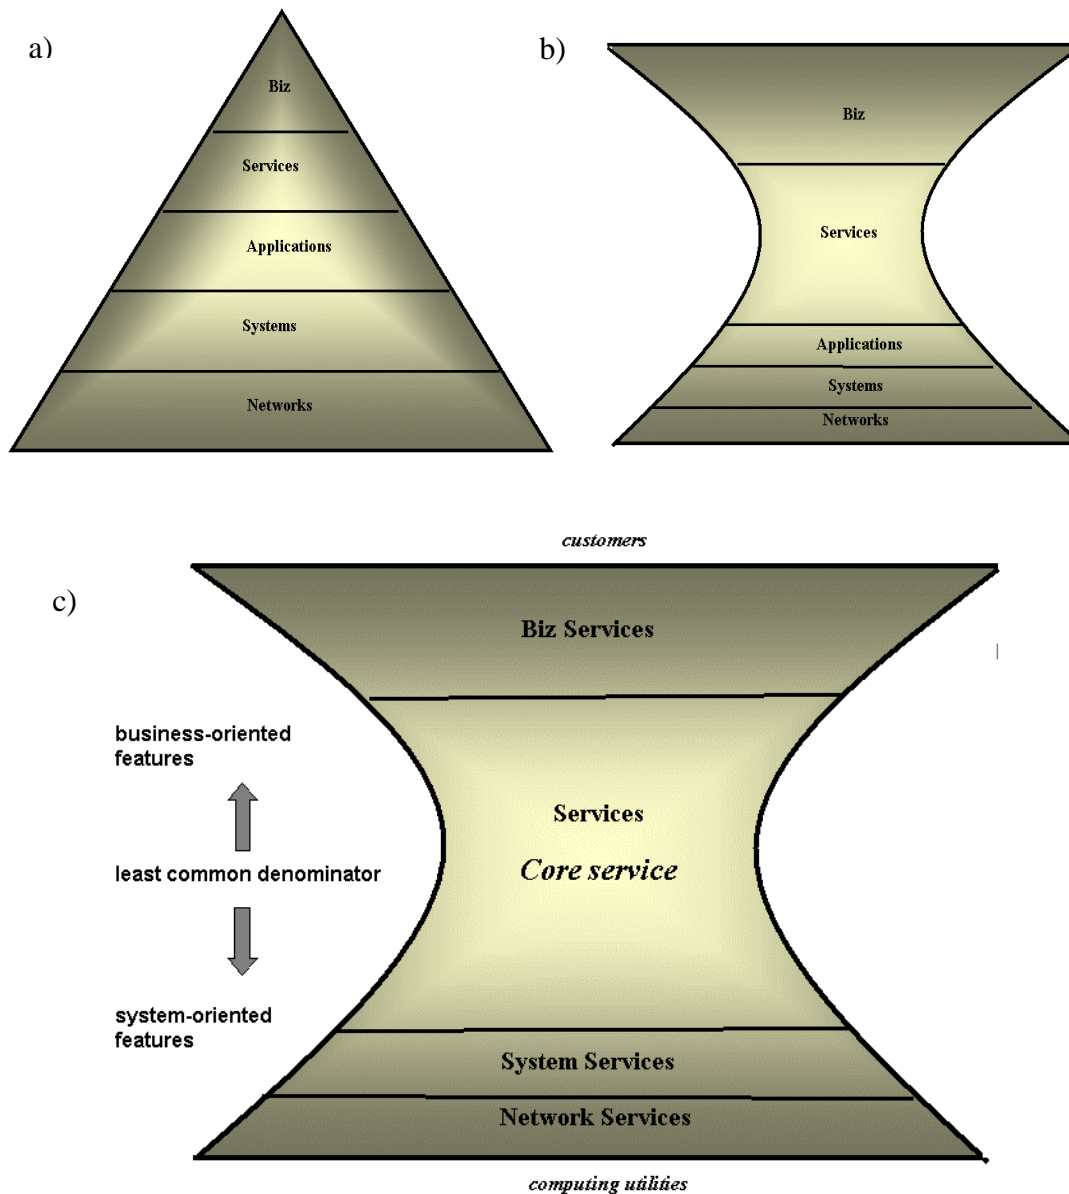 a)
Biz
Services
Applications
Systems
Networks
b)
Biz
Services
Applications
Systems
Networks
customers
c)
Biz Services
business-oriented
features
Services
least common denominator
Core service
system-oriented
features
System Services
Network Services
computing utilities